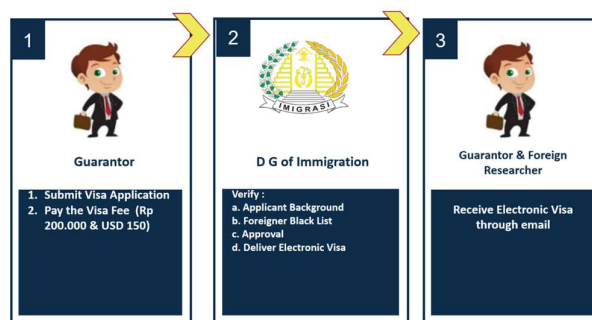 1
Guarantor
1. Submit Visa Application
2. Pay the Visa Fee (Rp
200.000 & USD 150)
2
IMIGRASI
D G of Immigration
Verify :
a. Applicant Background
b. Foreigner Black List
c. Approval
d. Deliver Electronic Visa
3
Guarantor & Foreign
Researcher
Receive Electronic Visa
through email